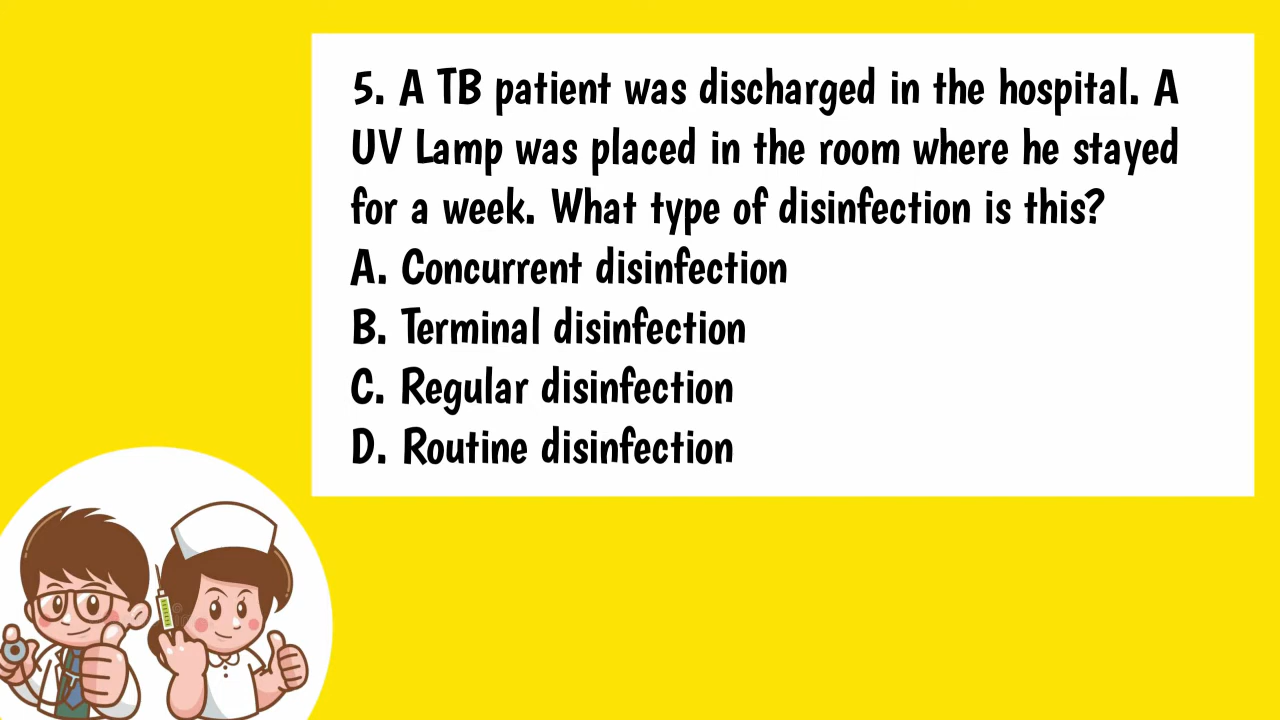 5. A TB patient was discharged in the hospital. A
UV Lamp was placed in the room where he stayed
for a week. What type of disinfection is this?
A. Concurrent disinfection
B. Terminal disinfection
C. Regular disinfection
D. Routine disinfection